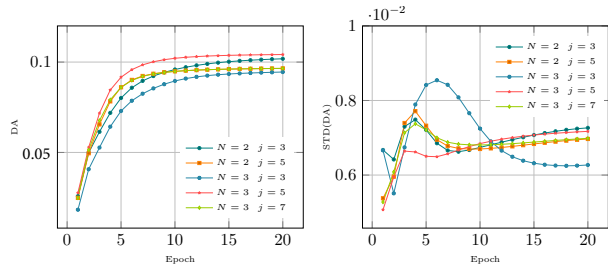 ·10⁻²
0.1
0.05
DA
N = 2 j = 3
N = 2 j = 5
N = 3 j = 3
N = 3 j = 5
N = 3 j = 7
0 5 10 15 20
Epoch
0.8
0.6
STD(DA)
N = 2 j = 3
N = 2 j = 5
N = 3 j = 3
N = 3 j = 5
N = 3 j = 7
0 5 10 15 20
Epoch